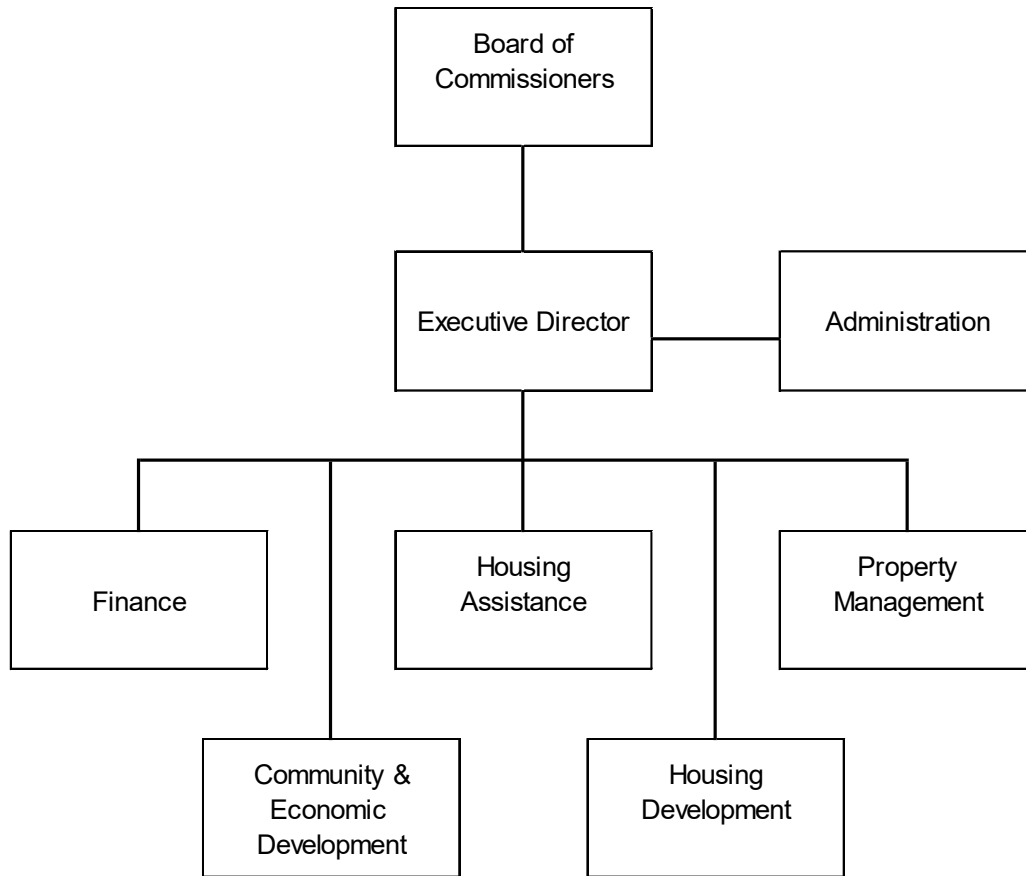 Board of
Commissioners
Executive Director
Administration
Finance
Housing
Assistance
Property
Management
Community &
Economic
Development
Housing
Development